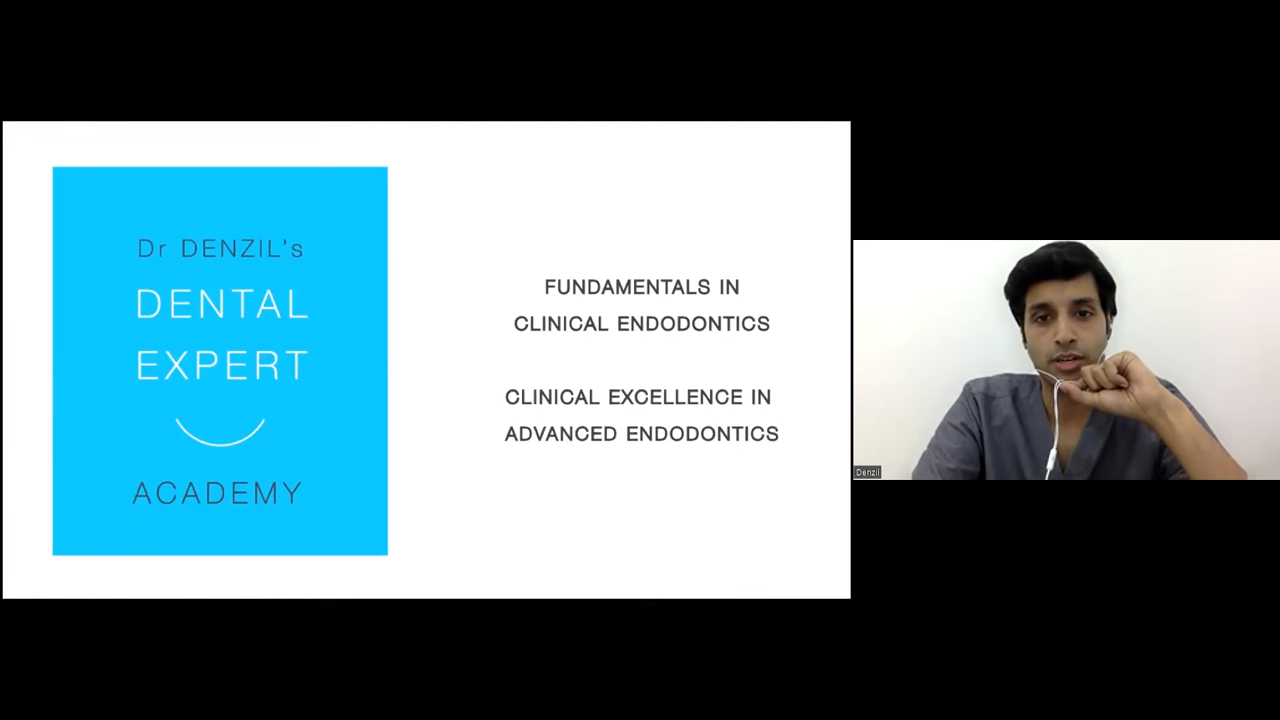 Dr DENZIL's
DENTAL
EXPERT
ACADEMY
FUNDAMENTALS IN
CLINICAL ENDODONTICS
CLINICAL EXCELLENCE IN
ADVANCED ENDODONTICS
Denzil